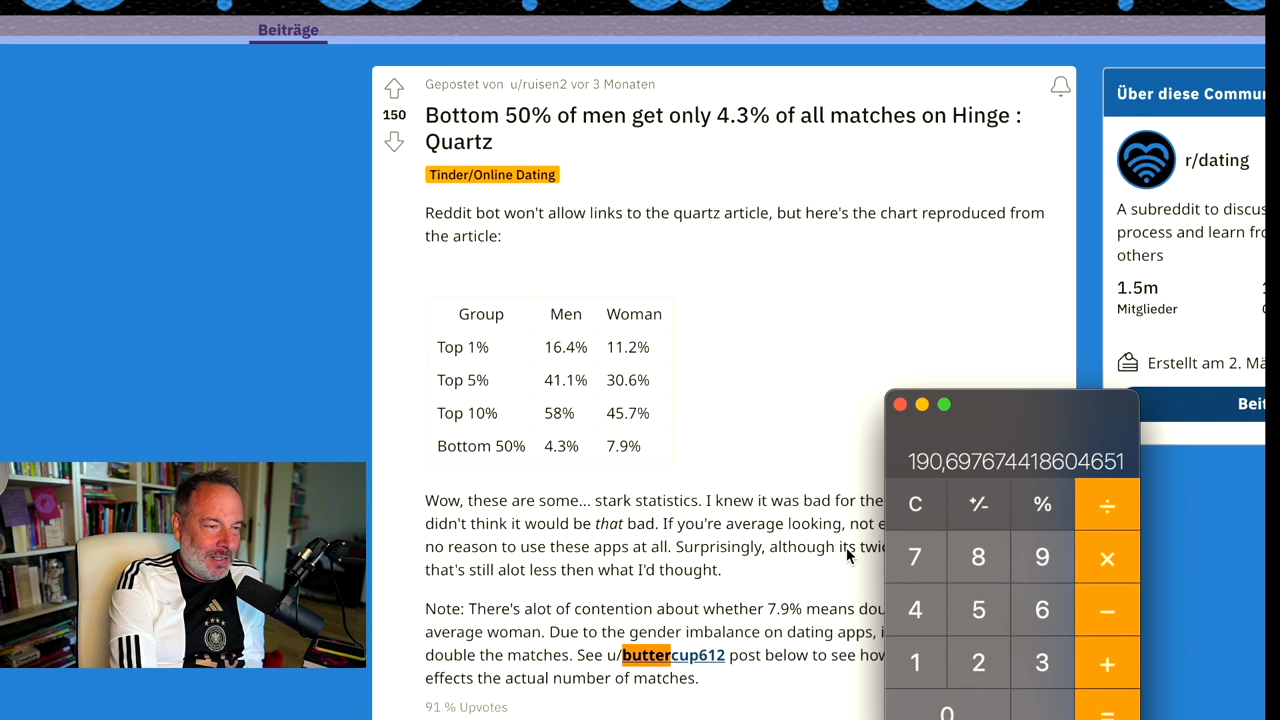 Beiträge
Gepostet von u/ruisen2 vor 3 Monaten
150
Bottom 50% of men get only 4.3% of all matches on Hinge :
Quartz
Tinder/Online Dating
Reddit bot won't allow links to the quartz article, but here's the chart reproduced from
the article:
Group Men Woman
Top 1% 16.4% 11.2%
Top 5% 41.1% 30.6%
Top 10% 58% 45.7%
Bottom 50% 4.3% 7.9%
Wow, these are some... stark statistics. I knew it was bad for the
didn't think it would be that bad. If you're average looking, not
no reason to use these apps at all. Surprisingly, although its
that's still alot less then what I'd thought.
Note: There's alot of contention about whether 7.9% means
average woman. Due to the gender imbalance on dating apps,
double the matches. See u/buttercup612 post below to see
effects the actual number of matches.
91 % Upvotes
Über diese
r/dating
A subreddit to
process and learn
others
1.5m
Mitglieder
Erstellt am 2.
190,697674418604651
C +/- % ÷
7 8 9 ×
4 5 6 −
1 2 3 +
0 =